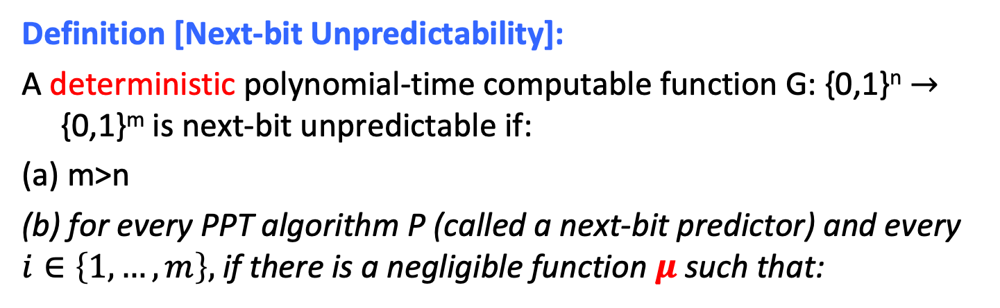 Definition [Next-bit Unpredictability]:
A deterministic polynomial-time computable function G: {0,1}ⁿ →
{0,1}ᵐ is next-bit unpredictable if:
(a) m>n
(b) for every PPT algorithm P (called a next-bit predictor) and every
𝑖 ∈ {1, … , 𝑚}, if there is a negligible function 𝝁 such that: